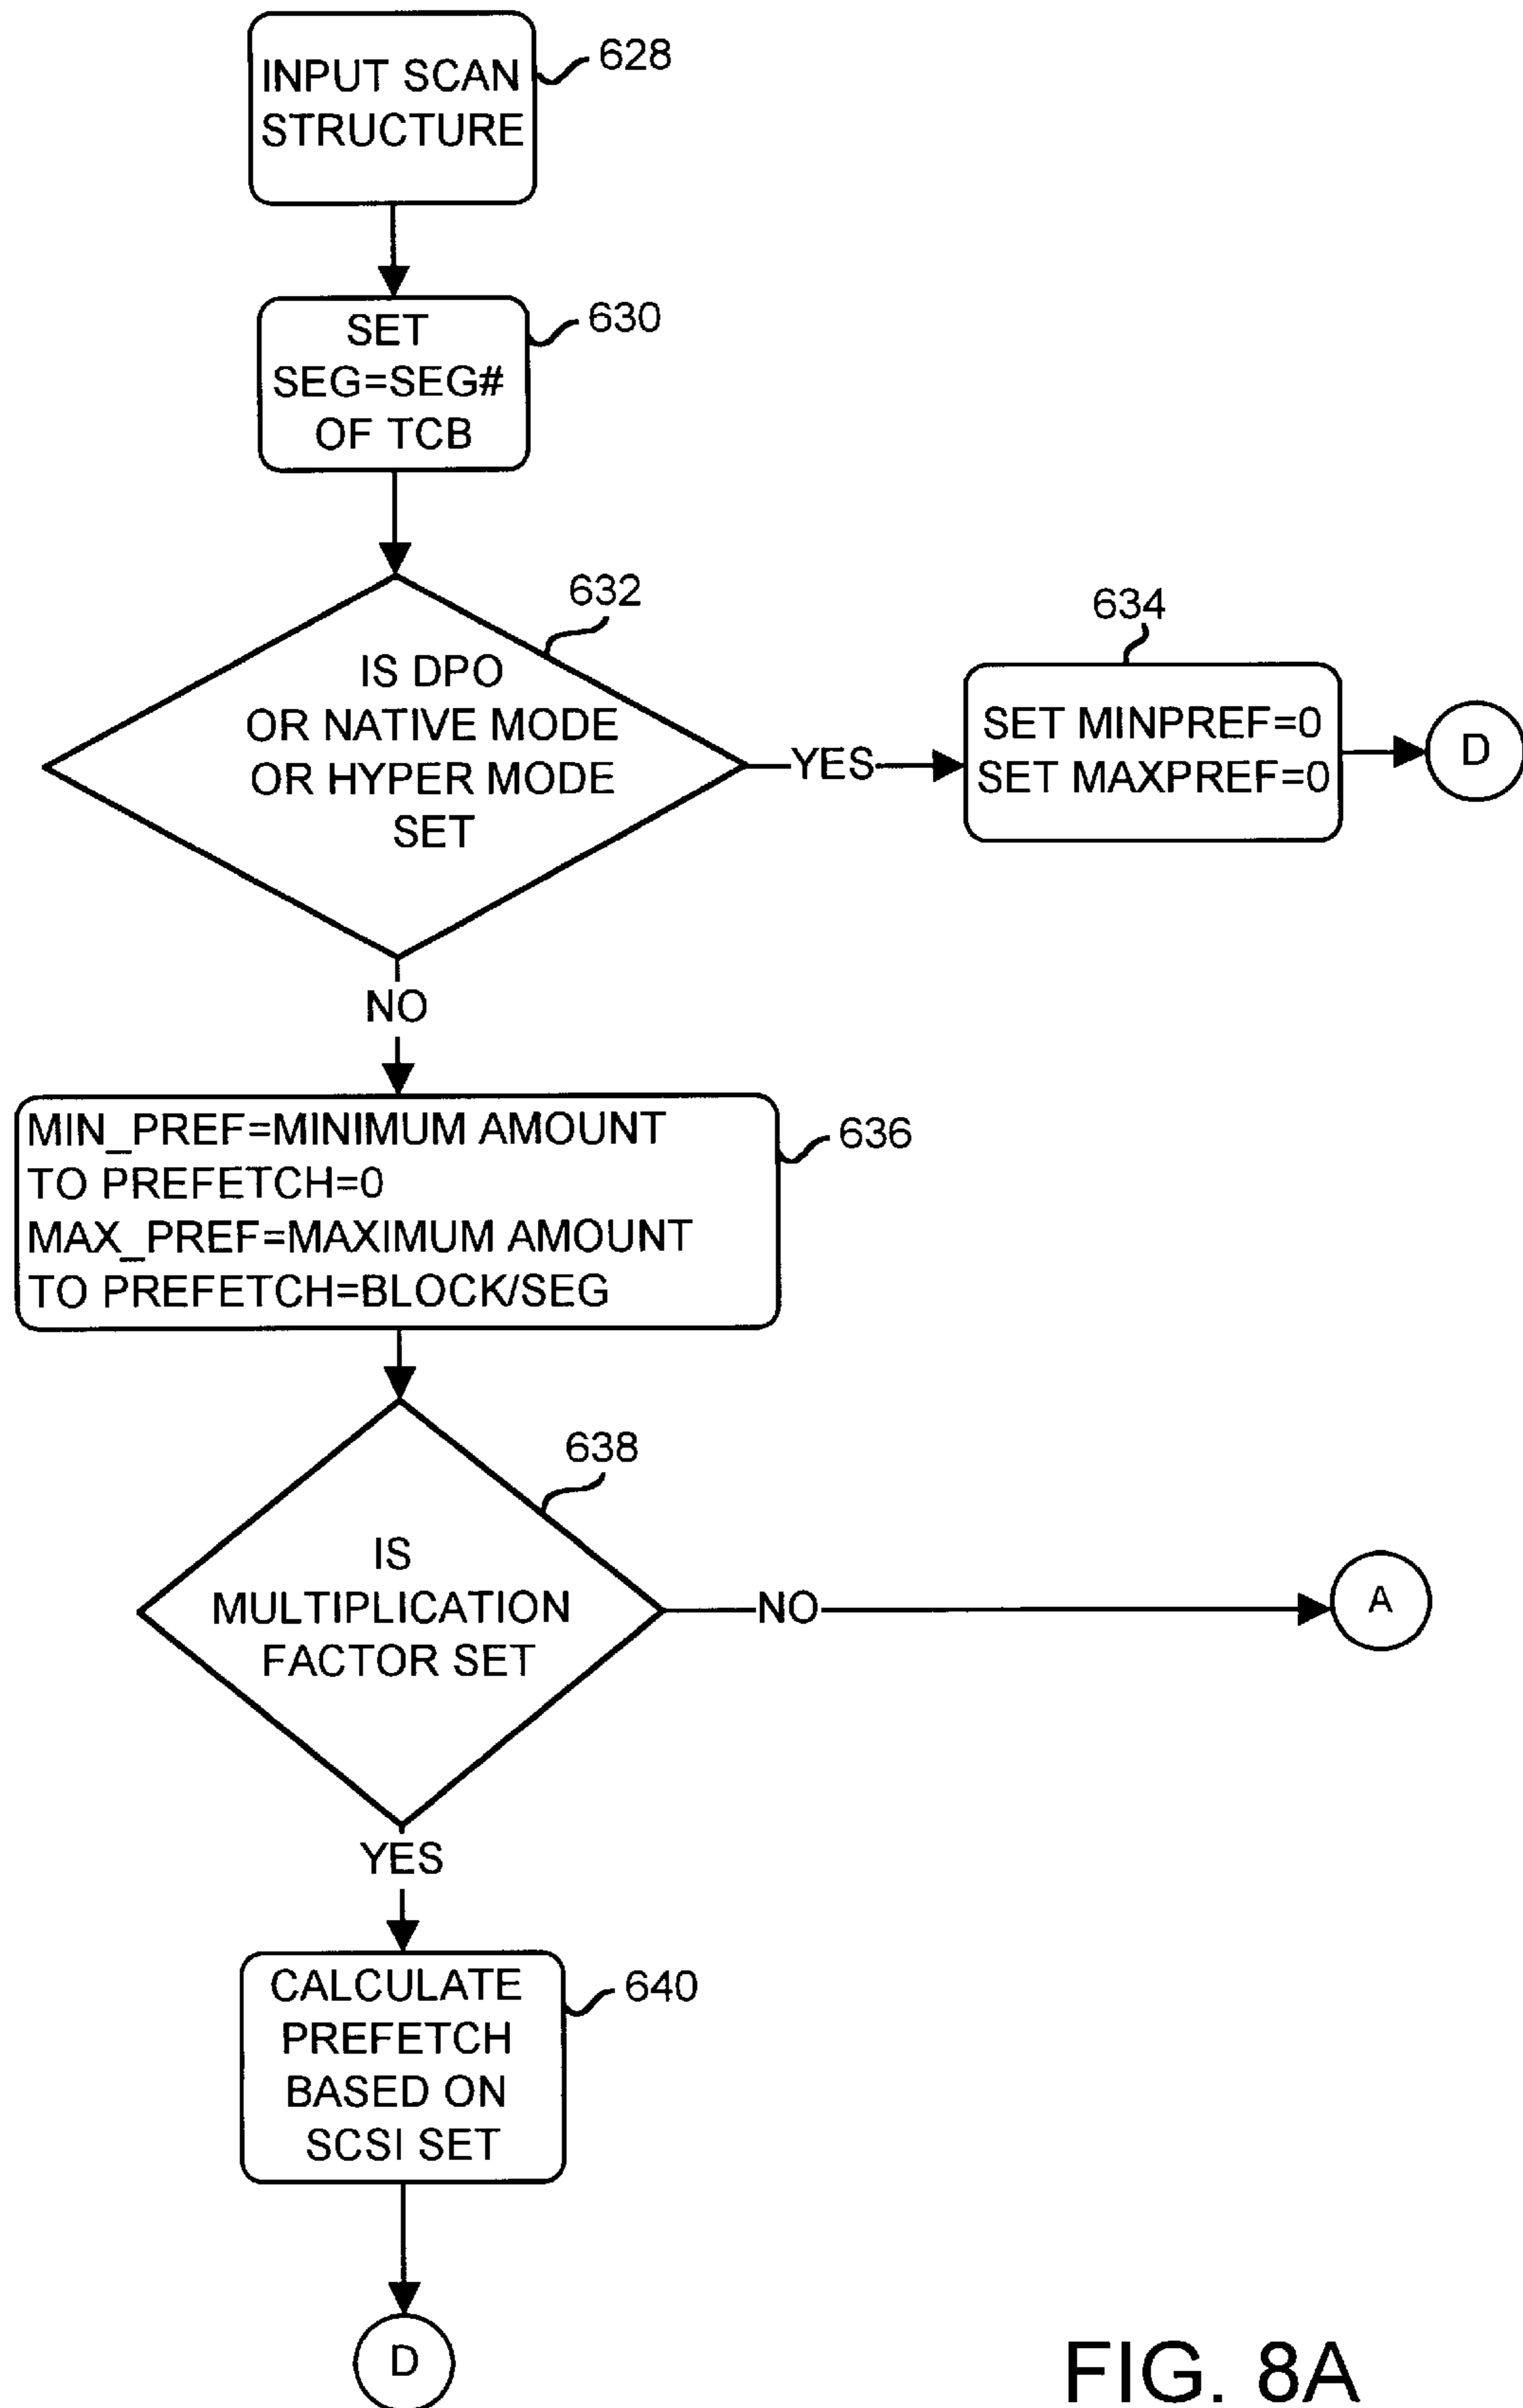 INPUT SCAN
STRUCTURE
628
SET
SEG=SEG#
OF TCB
630
632
IS DPO
OR NATIVE MODE
OR HYPER MODE
SET
YES
634
SET MINPREF=0
SET MAXPREF=0
D
NO
MIN_PREF=MINIMUM AMOUNT
TO PREFETCH=0
MAX_PREF=MAXIMUM AMOUNT
TO PREFETCH=BLOCK/SEG
636
638
IS
MULTIPLICATION
FACTOR SET
NO
A
YES
CALCULATE
PREFETCH
BASED ON
SCSI SET
640
D
FIG. 8A